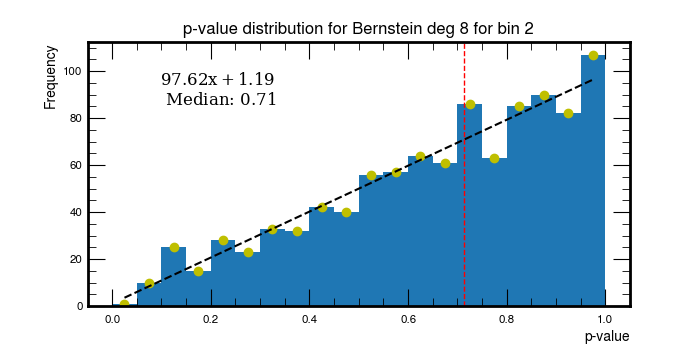 p-value distribution for Bernstein deg 8 for bin 2
Frequency
97.62x + 1.19
Median: 0.71
100
80
60
40
20
0
0.0 0.2 0.4 0.6 0.8 1.0
p-value